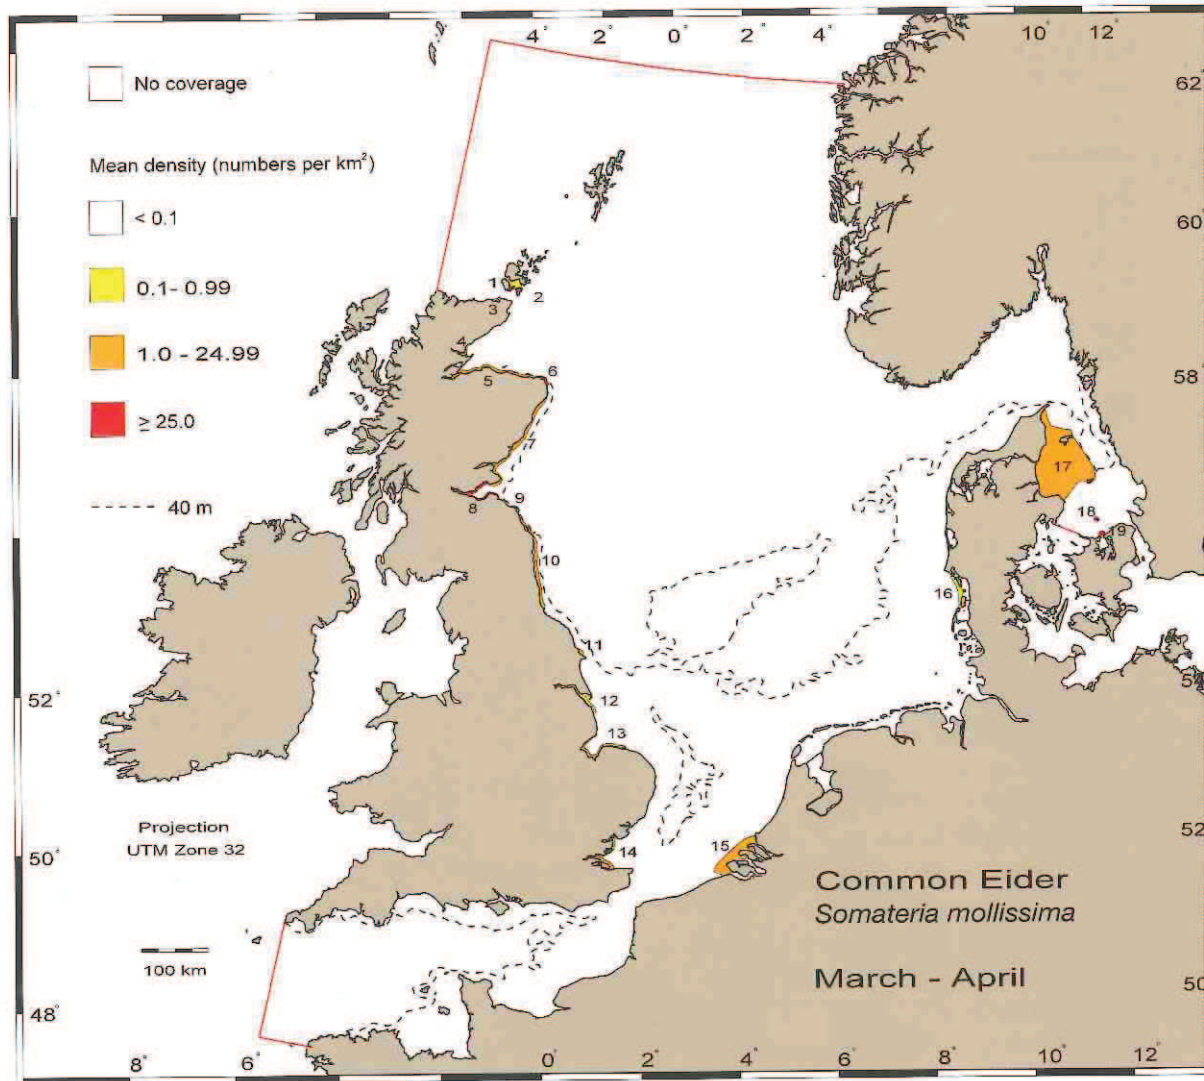 4° 2° 0° 2° 4° 10° 12°
No coverage
62°
Mean density (numbers per km²)
< 0.1
60°
0.1- 0.99
1
2
3
1.0 - 24.99
4
58°
5
6
≥ 25.0
7
17
40 m
8
9
18
19
10
16
11
52°
12
13
Projection
UTM Zone 32
52
50°
14
15
Common Eider
Somateria mollissima
100 km
March - April
50
48°
8° 6° 0° 2° 4° 6° 8° 10° 12°